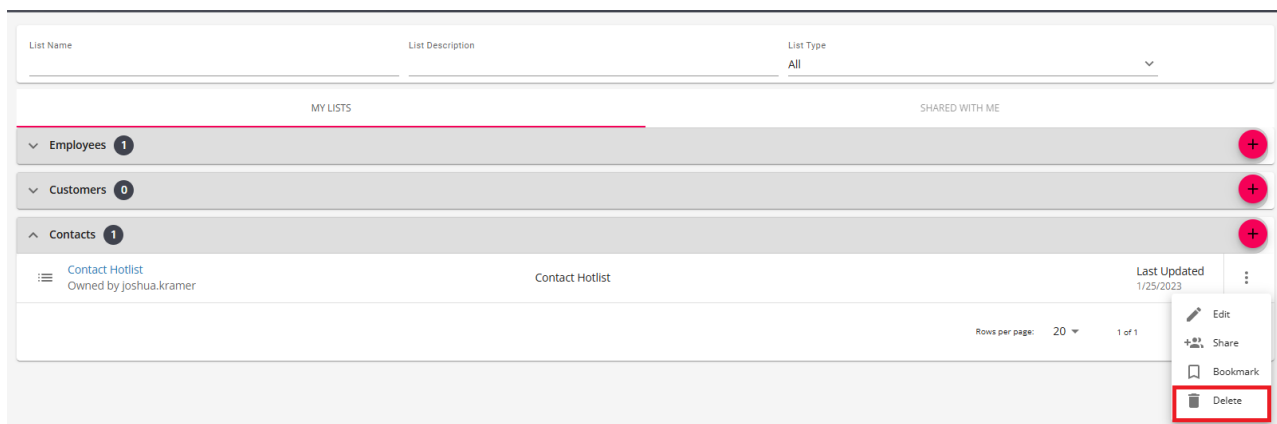 List Name
List Description
List Type
All
MY LISTS
SHARED WITH ME
Employees 1
Customers 0
Contacts 1
Contact Hotlist
Owned by joshua.kramer
Contact Hotlist
Last Updated
1/25/2023
Edit
Rows per page: 20 1 of 1
Share
Bookmark
Delete